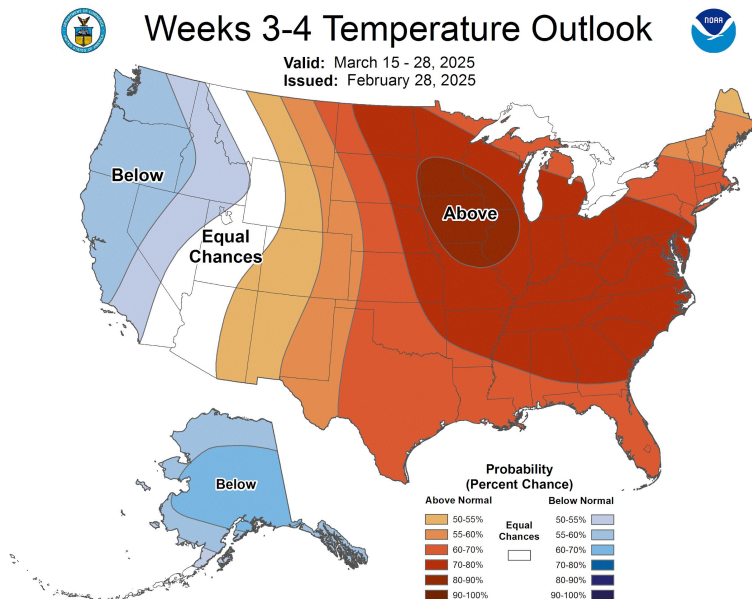 Weeks 3-4 Temperature Outlook
NOAA
Valid: March 15 - 28, 2025
Issued: February 28, 2025
Below
Equal
Chances
Above
Below
Probability
(Percent Chance)
Above Normal
50-55%
55-60%
60-70%
70-80%
80-90%
90-100%
Equal
Chances
Below Normal
50-55%
55-60%
60-70%
70-80%
80-90%
90-100%